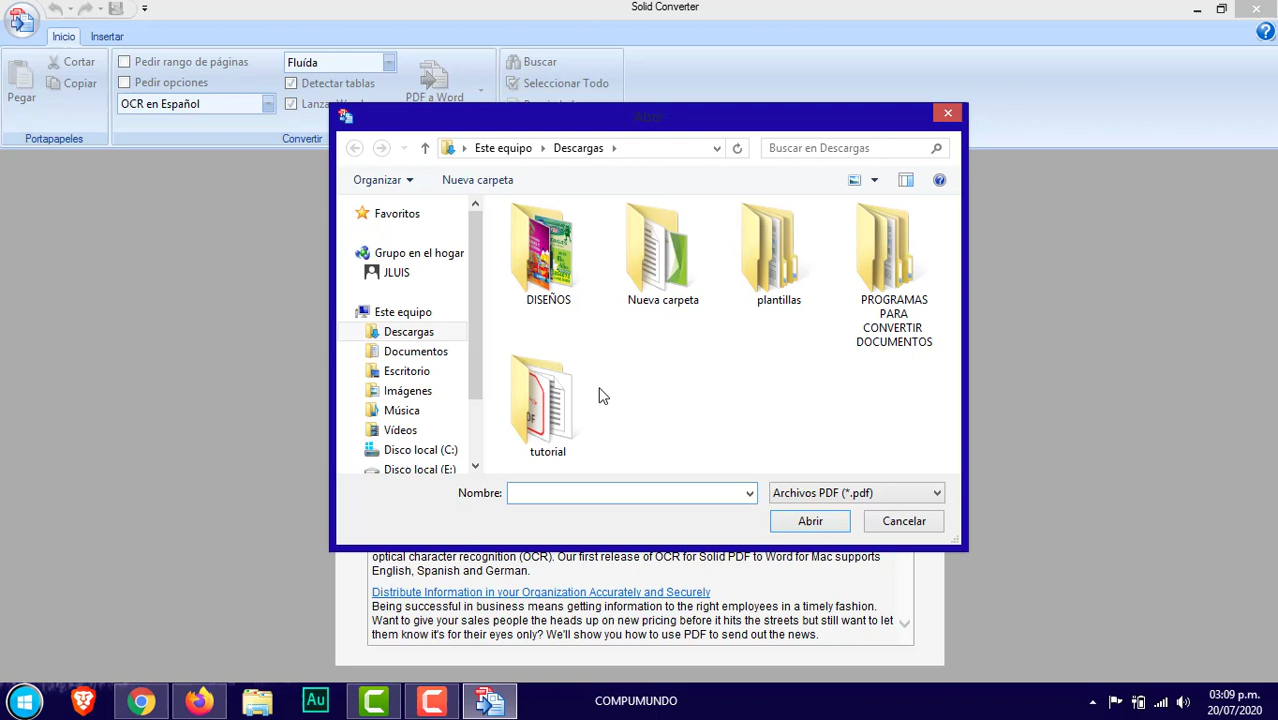 Solid Converter
Inicio
Insertar
Pegar
Cortar
Copiar
Portapapeles
Pedir rango de páginas
Pedir opciones
OCR en Español
Fluída
Detectar tablas
PDF a Word
Convertir
Buscar
Seleccionar Todo
Abrir
Este equipo
Descargas
Buscar en Descargas
Organizar
Nueva carpeta
Favoritos
Grupo en el hogar
JLUIS
Este equipo
Descargas
Documentos
Escritorio
Imágenes
Música
Vídeos
Disco local (C:)
Disco local (E:)
DISEÑOS
Nueva carpeta
plantillas
PROGRAMAS
PARA
CONVERTIR
DOCUMENTOS
tutorial
Nombre:
Archivos PDF (*.pdf)
Abrir
Cancelar
optical character recognition (OCR). Our first release of OCR for Solid PDF to Word for Mac supports
English, Spanish and German.
Distribute Information in your Organization Accurately and Securely
Being successful in business means getting information to the right employees in a timely fashion.
Want to give your sales people the heads up on new pricing before it hits the streets but still want to let
them know it's for their eyes only? We'll show you how to use PDF to send out the news.
Au
COMPUMUNDO
03:09 p.m.
20/07/2020